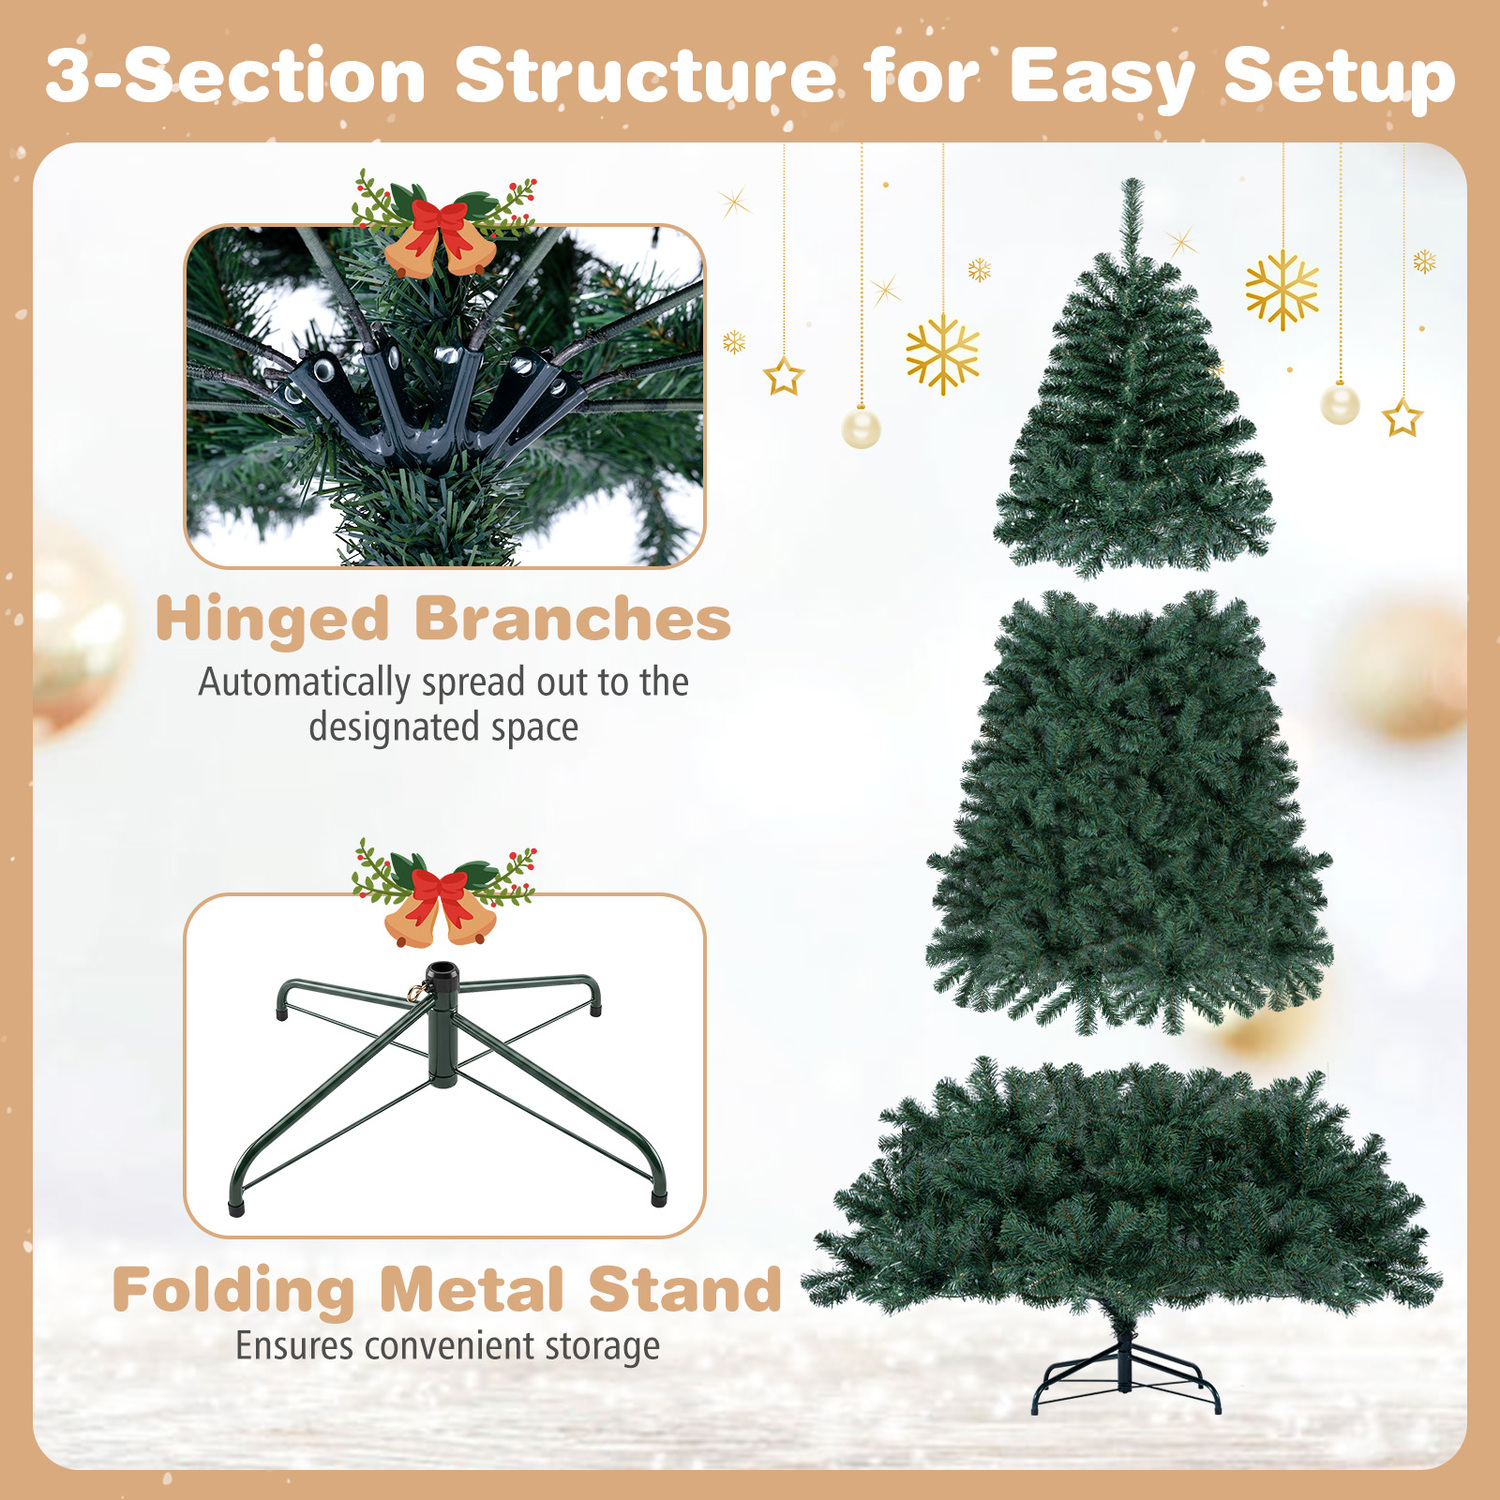 3-Section Structure for Easy Setup
Hinged Branches
Automatically spread out to the
designated space
Folding Metal Stand
Ensures convenient storage